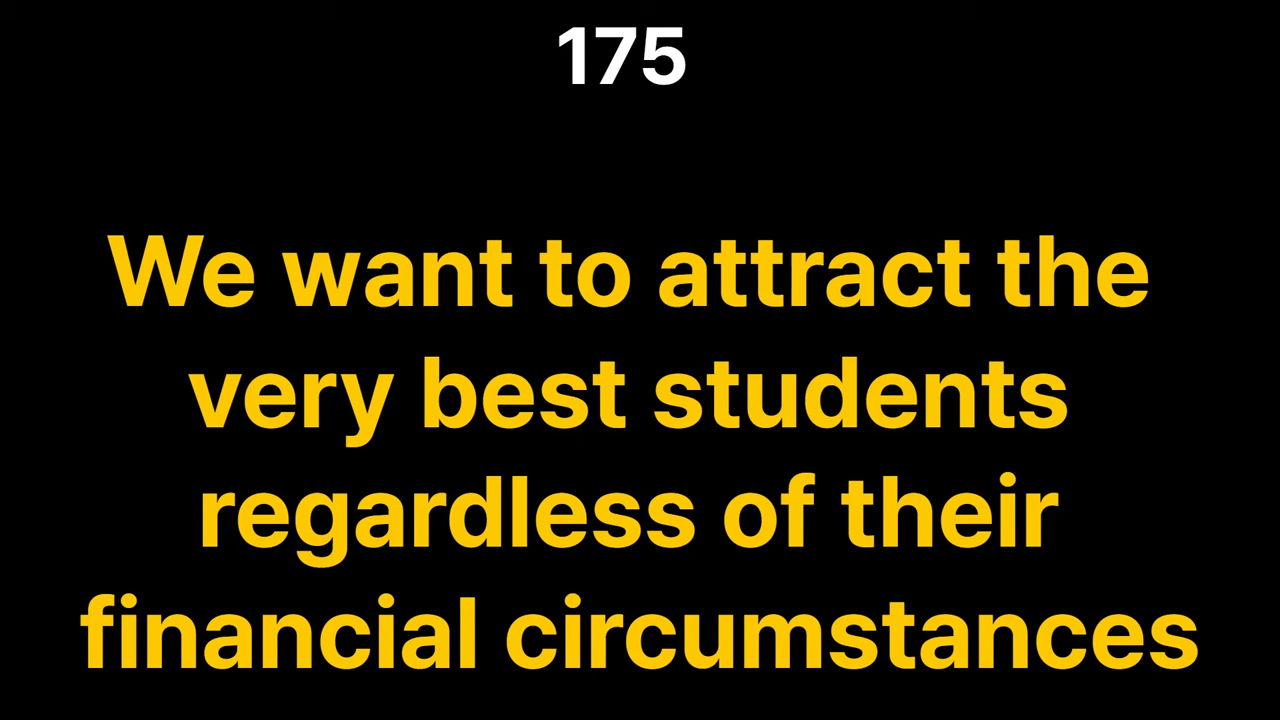 175
We want to attract the
very best students
regardless of their
financial circumstances